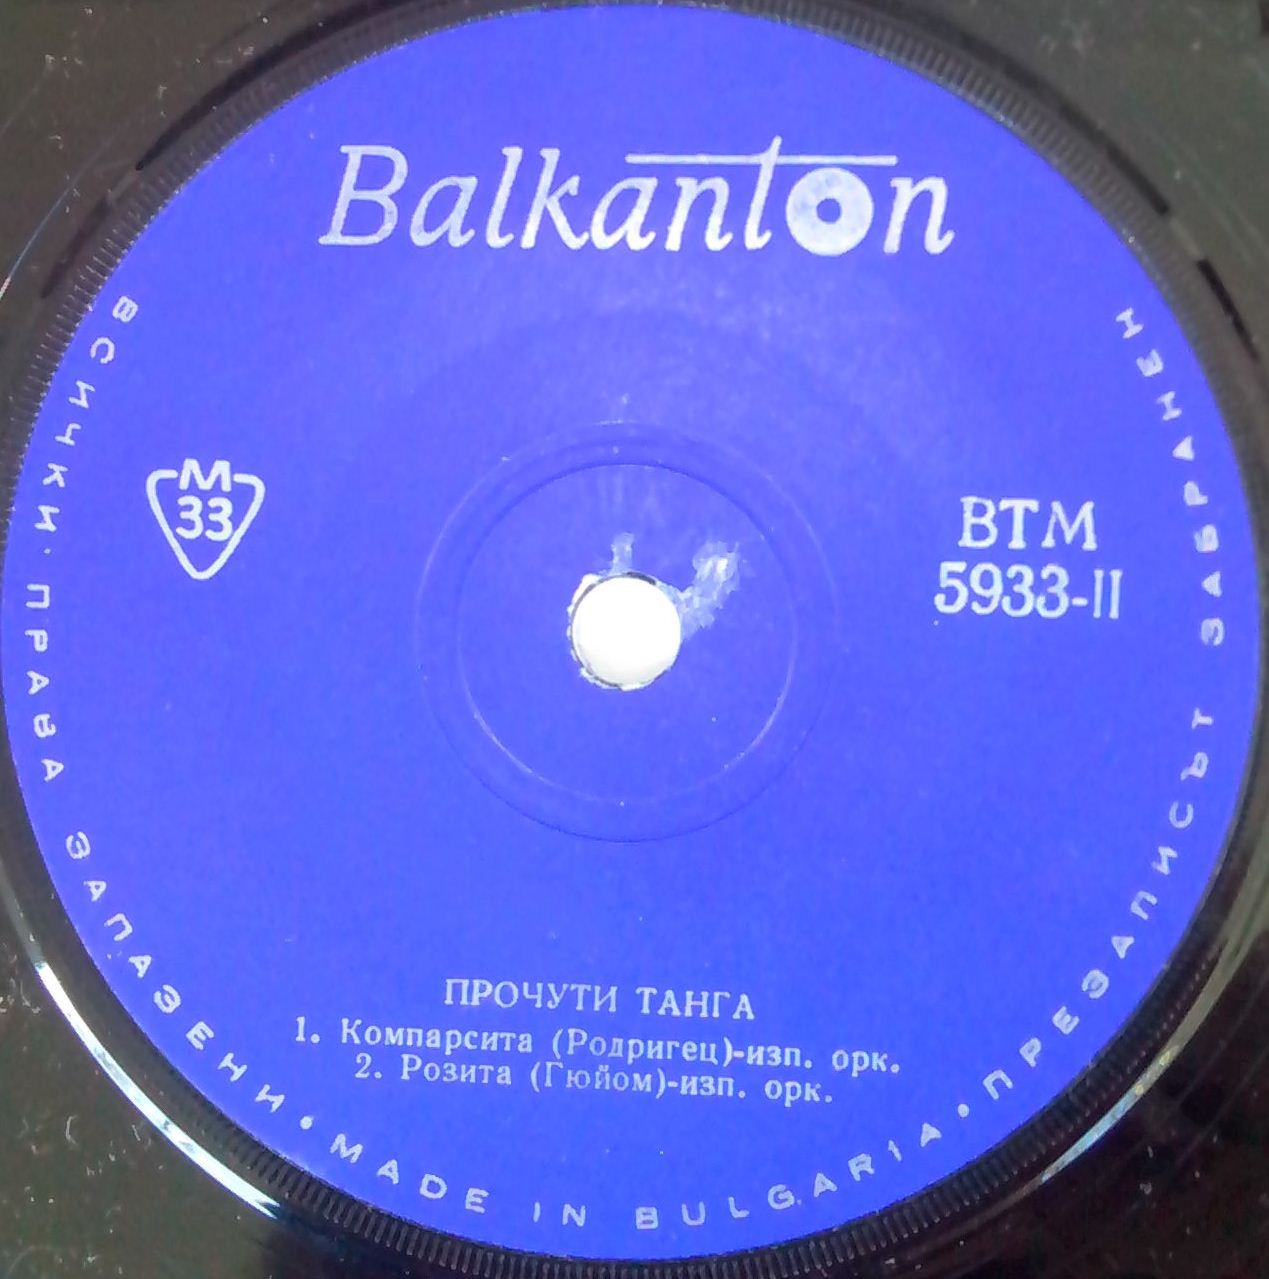 Balkanton
M
33
BTM
5933-II
ПРОЧУТИ ТАНГА
1. Компарсита (Родригец)-изп. орк.
2. Розита (Гюйом)-изп. орк.
ВСИЧКИ ПРАВА ЗАПАЗЕНИ • MADE IN BULGARIA • ПРЕЗАПИСЪТ ЗАБРАНЕН